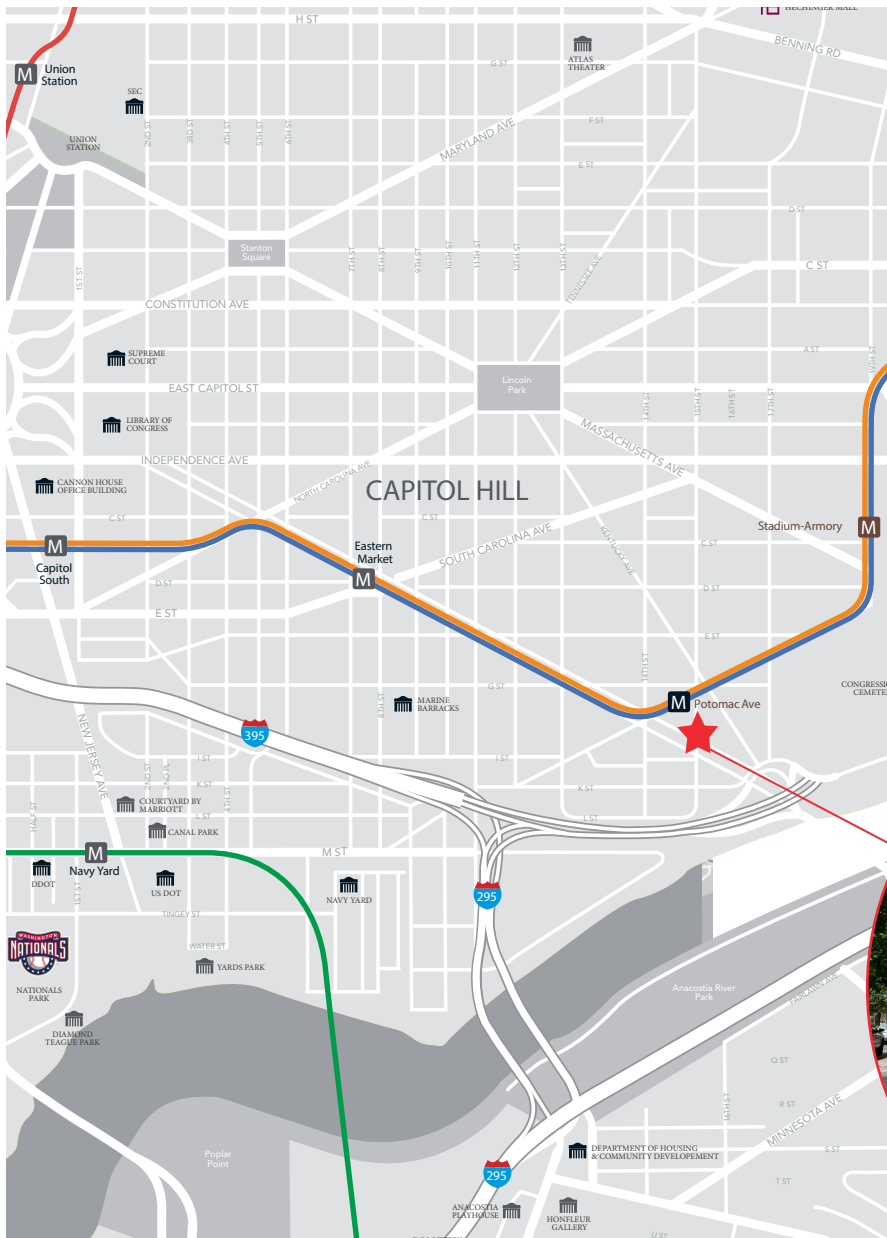 H ST
HECHINGER MALL
BENNING RD
ATLAS
THEATER
G ST
M
Union
Station
SEC
UNION
STATION
2ND ST
3RD ST
4TH ST
5TH ST
6TH ST
F ST
MARYLAND AVE
E ST
D ST
Stanton
Square
7TH ST
8TH ST
9TH ST
10TH ST
11TH ST
12TH ST
13TH ST
TENNESSEE AVE
C ST
1ST ST
CONSTITUTION AVE
A ST
19TH ST
SUPREME
COURT
EAST CAPITOL ST
Lincoln
Park
14TH ST
15TH ST
16TH ST
17TH ST
LIBRARY OF
CONGRESS
MASSACHUSETTS AVE
INDEPENDENCE AVE
NORTH CAROLINA AVE
CANNON HOUSE
OFFICE BUILDING
CAPITOL HILL
C ST
C ST
SOUTH CAROLINA AVE
KENTUCKY AVE
Stadium-Armory
M
C ST
M
Capitol
South
Eastern
Market
M
D ST
D ST
E ST
E ST
14TH ST
G ST
8TH ST
MARINE
BARRACKS
M
Potomac Ave
NEW JERSEY AVE
395
I ST
I ST
2ND ST
2ND PL
4TH ST
K ST
K ST
COURTYARD BY
MARRIOTT
L ST
L ST
HALF ST
CANAL PARK
M
Navy Yard
M ST
DDOT
1ST ST
US DOT
NAVY YARD
295
TINGEY ST
WASHINGTON
NATIONALS
WATER ST
YARDS PARK
NATIONALS
PARK
Anacostia River
Park
FAIRLAWN AVE
DIAMOND
TEAGUE PARK
Q ST
16TH ST
R ST
MINNESOTA AVE
Poplar
Point
DEPARTMENT OF HOUSING
& COMMUNITY DEVELOPEMENT
S ST
295
T ST
ANACOSTIA
PLAYHOUSE
HONFLEUR
GALLERY
U ST